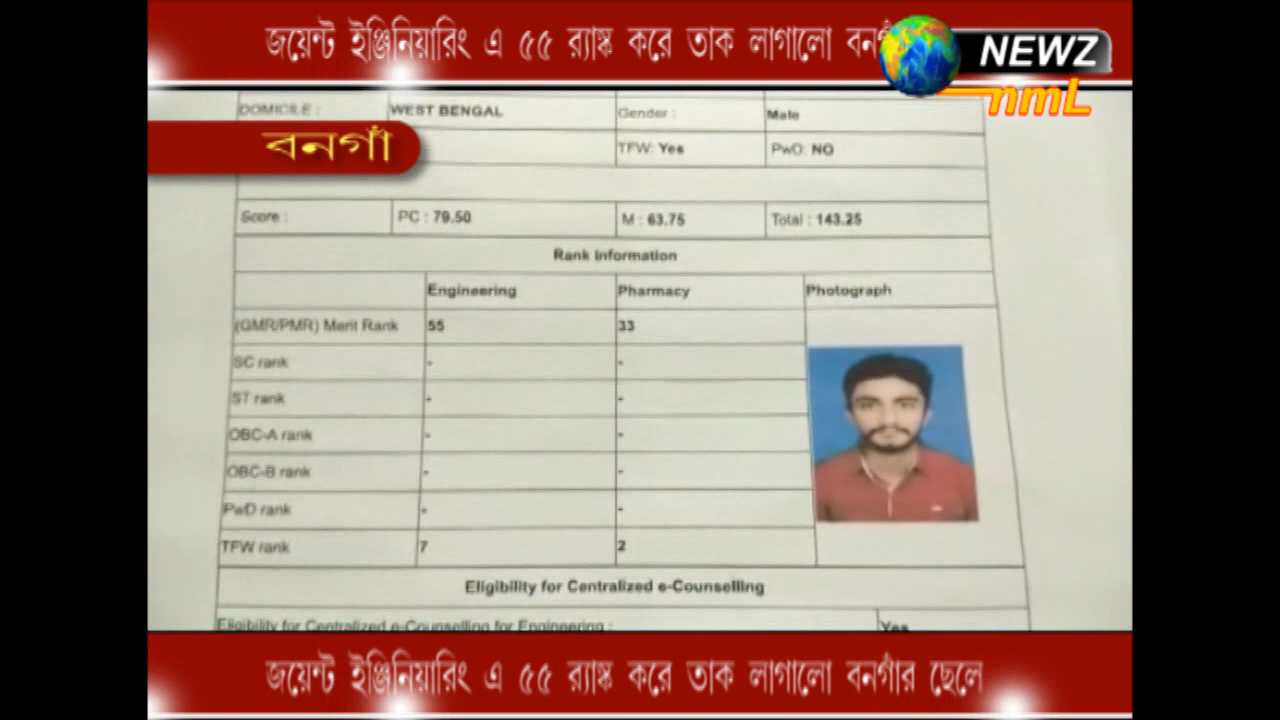 জয়েন্ট ইঞ্জিনিয়ারিং এ ৫৫ র‍্যাঙ্ক করে তাক লাগালো
NEWZ
nmL
বনগাঁ
DOMICILE : WEST BENGAL Gender : Male
TFW: Yes PwD: NO
Score : PC : 79.50 M : 63.75 Total : 143.25
Rank Information
Engineering Pharmacy Photograph
(GMR/PMR) Merit Rank 55 33
SC rank - -
ST rank - -
OBC-A rank - -
OBC-B rank - -
PwD rank - -
TFW rank 7 2
Eligibility for Centralized e-Counselling
Eligibility for Centralized e-Counselling for Engineering : Yes
জয়েন্ট ইঞ্জিনিয়ারিং এ ৫৫ র‍্যাঙ্ক করে তাক লাগালো বনগাঁর ছেলে